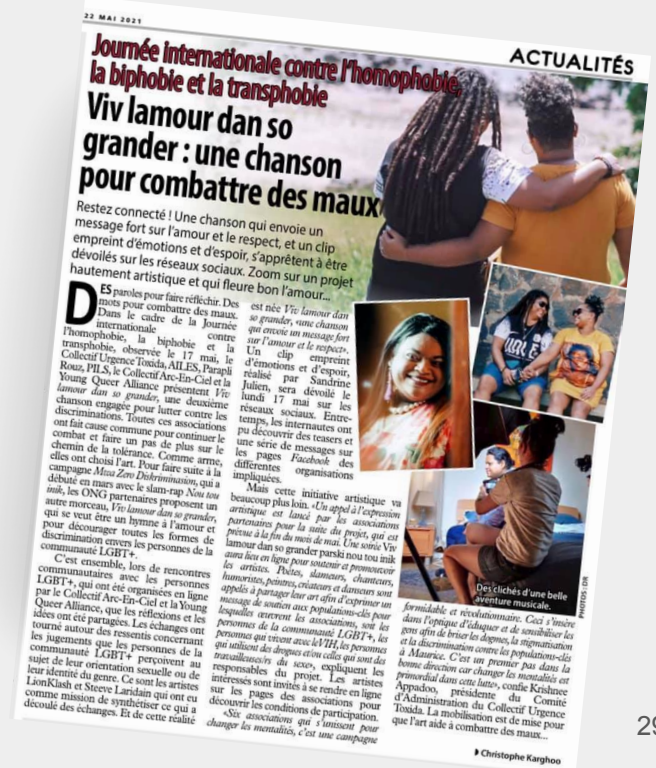 22 MAI 2021
ACTUALITÉS
Journée internationale contre l'homophobie,
la biphobie et la transphobie
Viv lamour dan so
grander : une chanson
pour combattre des maux
Restez connecté ! Une chanson qui envoie un
message fort sur l'amour et le respect, et un clip
empreint d'émotions et d'espoir, s'apprêtent à être
dévoilés sur les réseaux sociaux. Zoom sur un projet
hautement artistique et qui fleure bon l'amour...
DES paroles pour faire réfléchir. Des
mots pour combattre des maux.
Dans le cadre de la Journée
internationale contre
l'homophobie, la biphobie et la
transphobie, observée le 17 mai, le
Collectif Urgence Toxida, AILES, Parapli
Rouz, PILS, le Collectif Arc-En-Ciel et la
Young Queer Alliance présentent Viv
lamour dan so grander, une deuxième
chanson engagée pour lutter contre les
discriminations. Toutes ces associations
ont fait cause commune pour continuer le
combat et faire un pas de plus sur le
chemin de la tolérance. Comme arme,
elles ont choisi l'art. Pour faire suite à la
campagne Mwa Zero Diskriminasion, qui a
débuté en mars avec le slam-rap Nou tou
inik, les ONG partenaires proposent un
autre morceau, Viv lamour dan so grander,
qui se veut être un hymne à l'amour et
pour décourager toutes les formes de
discrimination envers les personnes de la
communauté LGBT+.
C'est ensemble, lors de rencontres
communautaires avec les personnes
LGBT+, qui ont été organisées en ligne
par le Collectif Arc-En-Ciel et la Young
Queer Alliance, que les réflexions et les
idées ont été partagées. Les échanges ont
tourné autour des ressentis concernant
les jugements que les personnes de la
communauté LGBT+ perçoivent au
sujet de leur orientation sexuelle ou de
leur identité du genre. Ce sont les artistes
LionKlash et Steeve Laridain qui ont eu
comme mission de synthétiser ce qui a
découlé des échanges. Et de cette réalité
est née Viv lamour dan
so grander, «une chanson
qui envoie un message fort
sur l'amour et le respect».
Un clip empreint
d'émotions et d'espoir,
réalisé par Sandrine
Julien, sera dévoilé le
lundi 17 mai sur les
réseaux sociaux. Entre-
temps, les internautes ont
pu découvrir des teasers et
une série de messages sur
les pages Facebook des
différentes organisations
impliquées.
Mais cette initiative artistique va
beaucoup plus loin. «Un appel à l'expression
artistique est lancé par les associations
partenaires pour la suite du projet, qui est
prévue à la fin du mois de mai. Une soirée Viv
lamour dan so grander parski nou tou inik
aura lieu en ligne pour soutenir et promouvoir
les artistes. Poètes, slameurs, chanteurs,
humoristes, peintres, créateurs et danseurs sont
appelés à partager leur art afin d'exprimer un
message de soutien aux populations-clés pour
lesquelles œuvrent les associations, soit les
personnes de la communauté LGBT+, les
personnes qui vivent avec le VIH, les personnes
qui utilisent des drogues et/ou celles qui sont des
travailleuses/rs du sexe», expliquent les
responsables du projet. Les artistes
intéressés sont invités à se rendre en ligne
sur les pages des associations pour
découvrir les conditions de participation.
«Six associations qui s'unissent pour
changer les mentalités, c'est une campagne
Des clichés d'une belle
aventure musicale.
PHOTOS : DR
formidable et révolutionnaire. Ceci s'insère
dans l'optique d'éduquer et de sensibiliser les
gens afin de briser les dogmes, la stigmatisation
et la discrimination contre les populations-clés
à Maurice. C'est un premier pas dans la
bonne direction car changer les mentalités est
primordial dans cette lutte», confie Krishnee
Appadoo, présidente du Comité
d'Administration du Collectif Urgence
Toxida. La mobilisation est de mise pour
que l'art aide à combattre des maux...
Christophe Karghoo
29